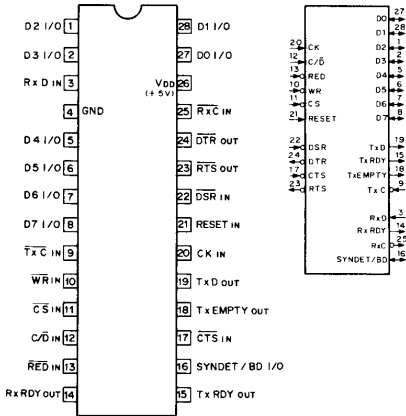 D2 I/O 1
28 D1 I/O
D3 I/O 2
27 D0 I/O
RxD IN 3
VDD (+5V) 26
4 GND
25 RxC IN
D4 I/O 5
24 DTR OUT
D5 I/O 6
23 RTS OUT
D6 I/O 7
22 DSR IN
D7 I/O 8
21 RESET IN
TxC IN 9
20 CK IN
WR IN 10
19 TxD OUT
CS IN 11
18 TxEMPTY OUT
C/D IN 12
17 CTS IN
RED IN 13
16 SYNDET / BD I/O
RxRDY OUT 14
15 TxRDY OUT
D0 27
D1 28
20 CK D2 1
12 C/D D3 2
13 RED D4 5
10 WR D5 6
11 CS D6 7
21 RESET D7 8
22 DSR TxD 19
24 DTR TxRDY 15
17 CTS TxEMPTY 18
23 RTS TxC 9
RxD 3
RxRDY 14
RxC 25
SYNDET/BD 16